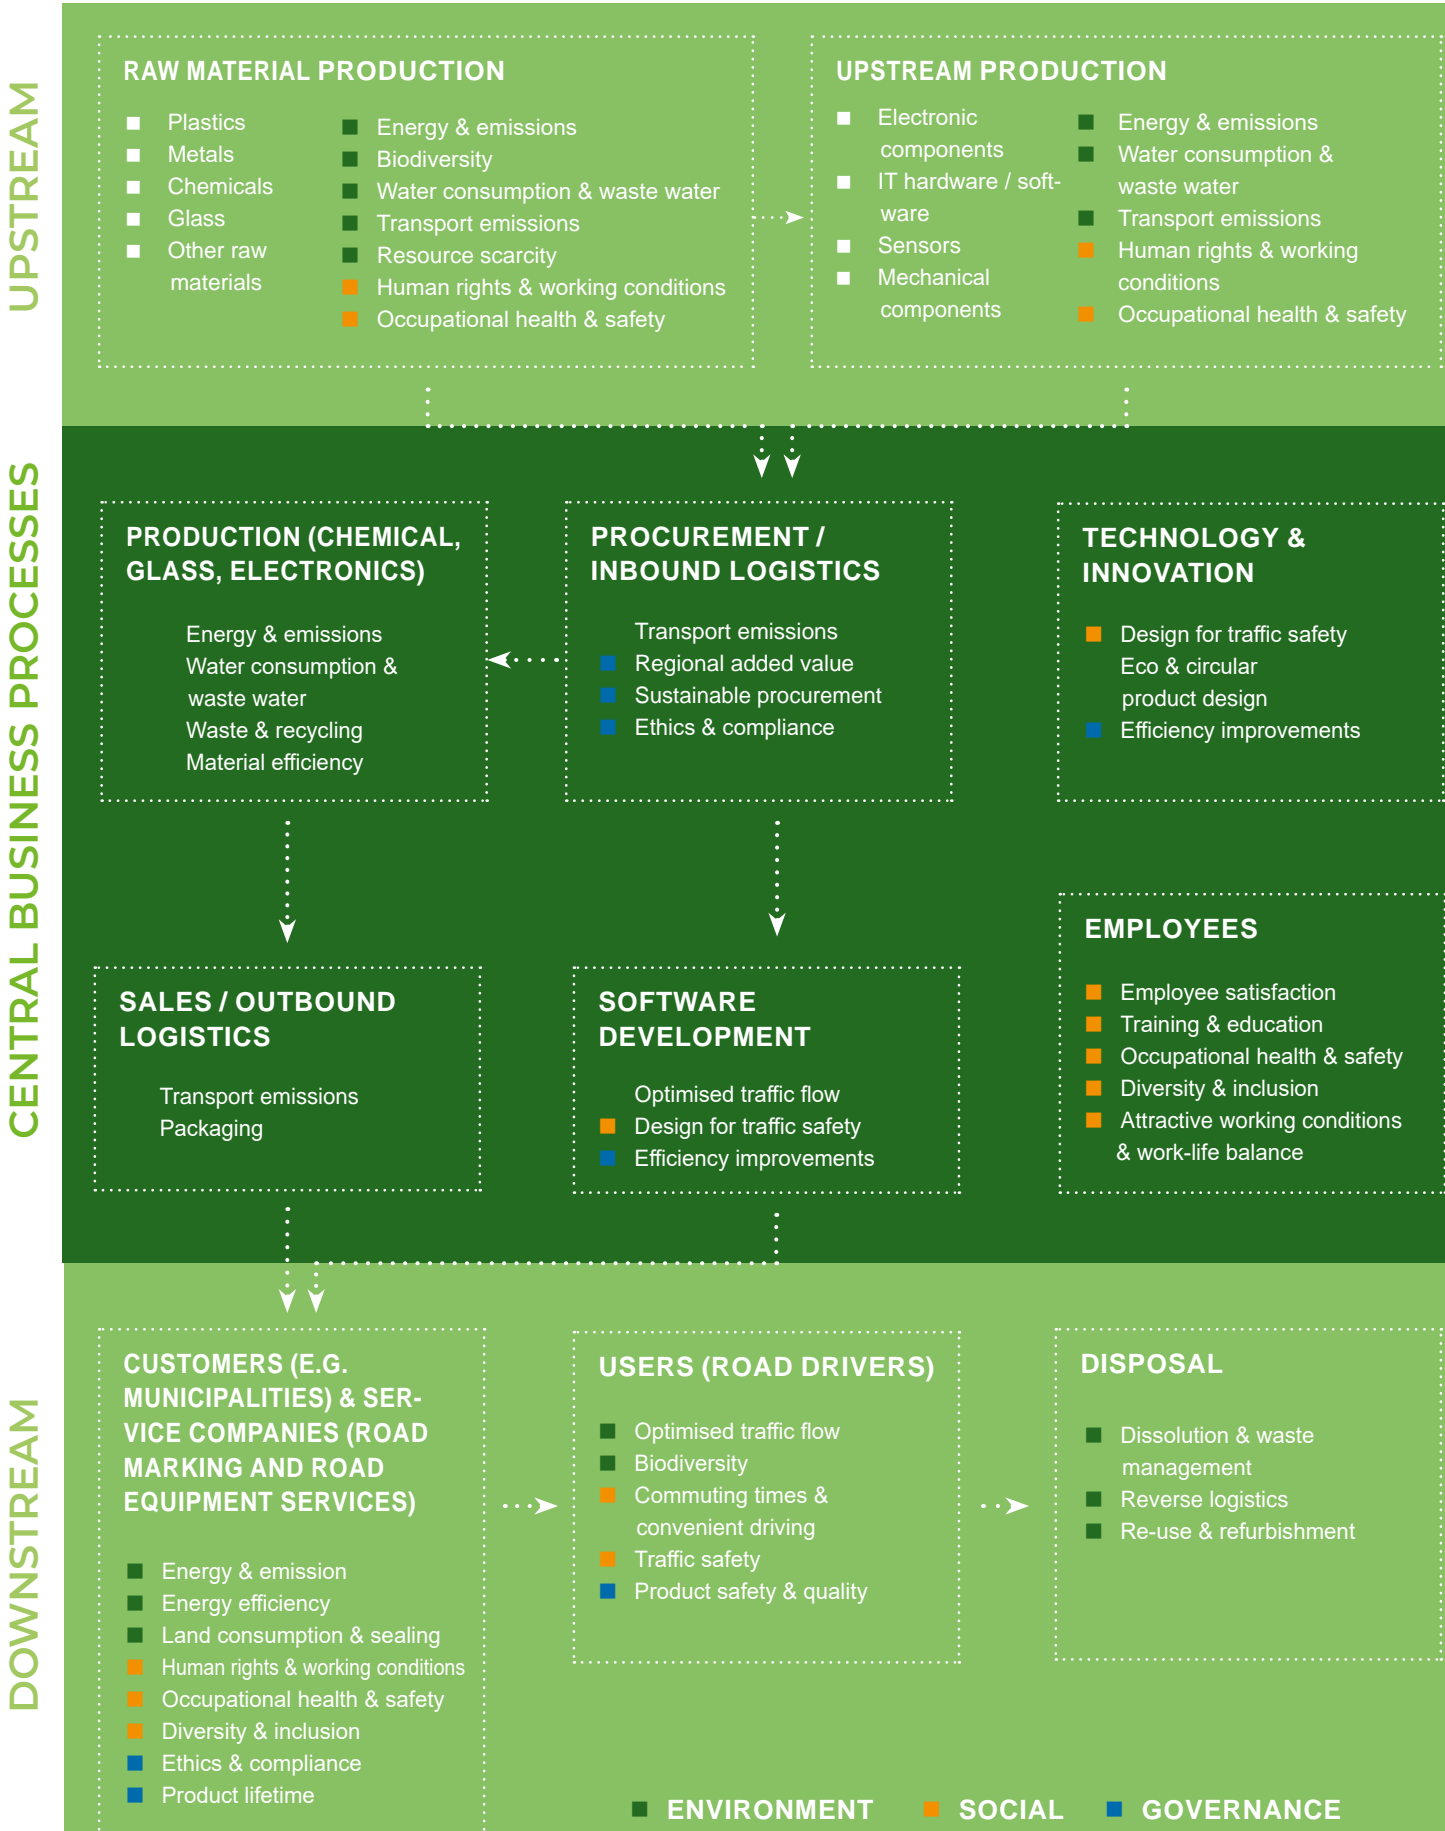 UPSTREAM
RAW MATERIAL PRODUCTION
Plastics
Metals
Chemicals
Glass
Other raw
materials
Energy & emissions
Biodiversity
Water consumption & waste water
Transport emissions
Resource scarcity
Human rights & working conditions
Occupational health & safety
UPSTREAM PRODUCTION
Electronic
components
IT hardware / soft-
ware
Sensors
Mechanical
components
Energy & emissions
Water consumption &
waste water
Transport emissions
Human rights & working
conditions
Occupational health & safety
CENTRAL BUSINESS PROCESSES
PRODUCTION (CHEMICAL,
GLASS, ELECTRONICS)
Energy & emissions
Water consumption &
waste water
Waste & recycling
Material efficiency
PROCUREMENT /
INBOUND LOGISTICS
Transport emissions
Regional added value
Sustainable procurement
Ethics & compliance
TECHNOLOGY &
INNOVATION
Design for traffic safety
Eco & circular
product design
Efficiency improvements
SALES / OUTBOUND
LOGISTICS
Transport emissions
Packaging
SOFTWARE
DEVELOPMENT
Optimised traffic flow
Design for traffic safety
Efficiency improvements
EMPLOYEES
Employee satisfaction
Training & education
Occupational health & safety
Diversity & inclusion
Attractive working conditions
& work-life balance
DOWNSTREAM
CUSTOMERS (E.G.
MUNICIPALITIES) & SER-
VICE COMPANIES (ROAD
MARKING AND ROAD
EQUIPMENT SERVICES)
Energy & emission
Energy efficiency
Land consumption & sealing
Human rights & working conditions
Occupational health & safety
Diversity & inclusion
Ethics & compliance
Product lifetime
USERS (ROAD DRIVERS)
Optimised traffic flow
Biodiversity
Commuting times &
convenient driving
Traffic safety
Product safety & quality
DISPOSAL
Dissolution & waste
management
Reverse logistics
Re-use & refurbishment
ENVIRONMENT
SOCIAL
GOVERNANCE